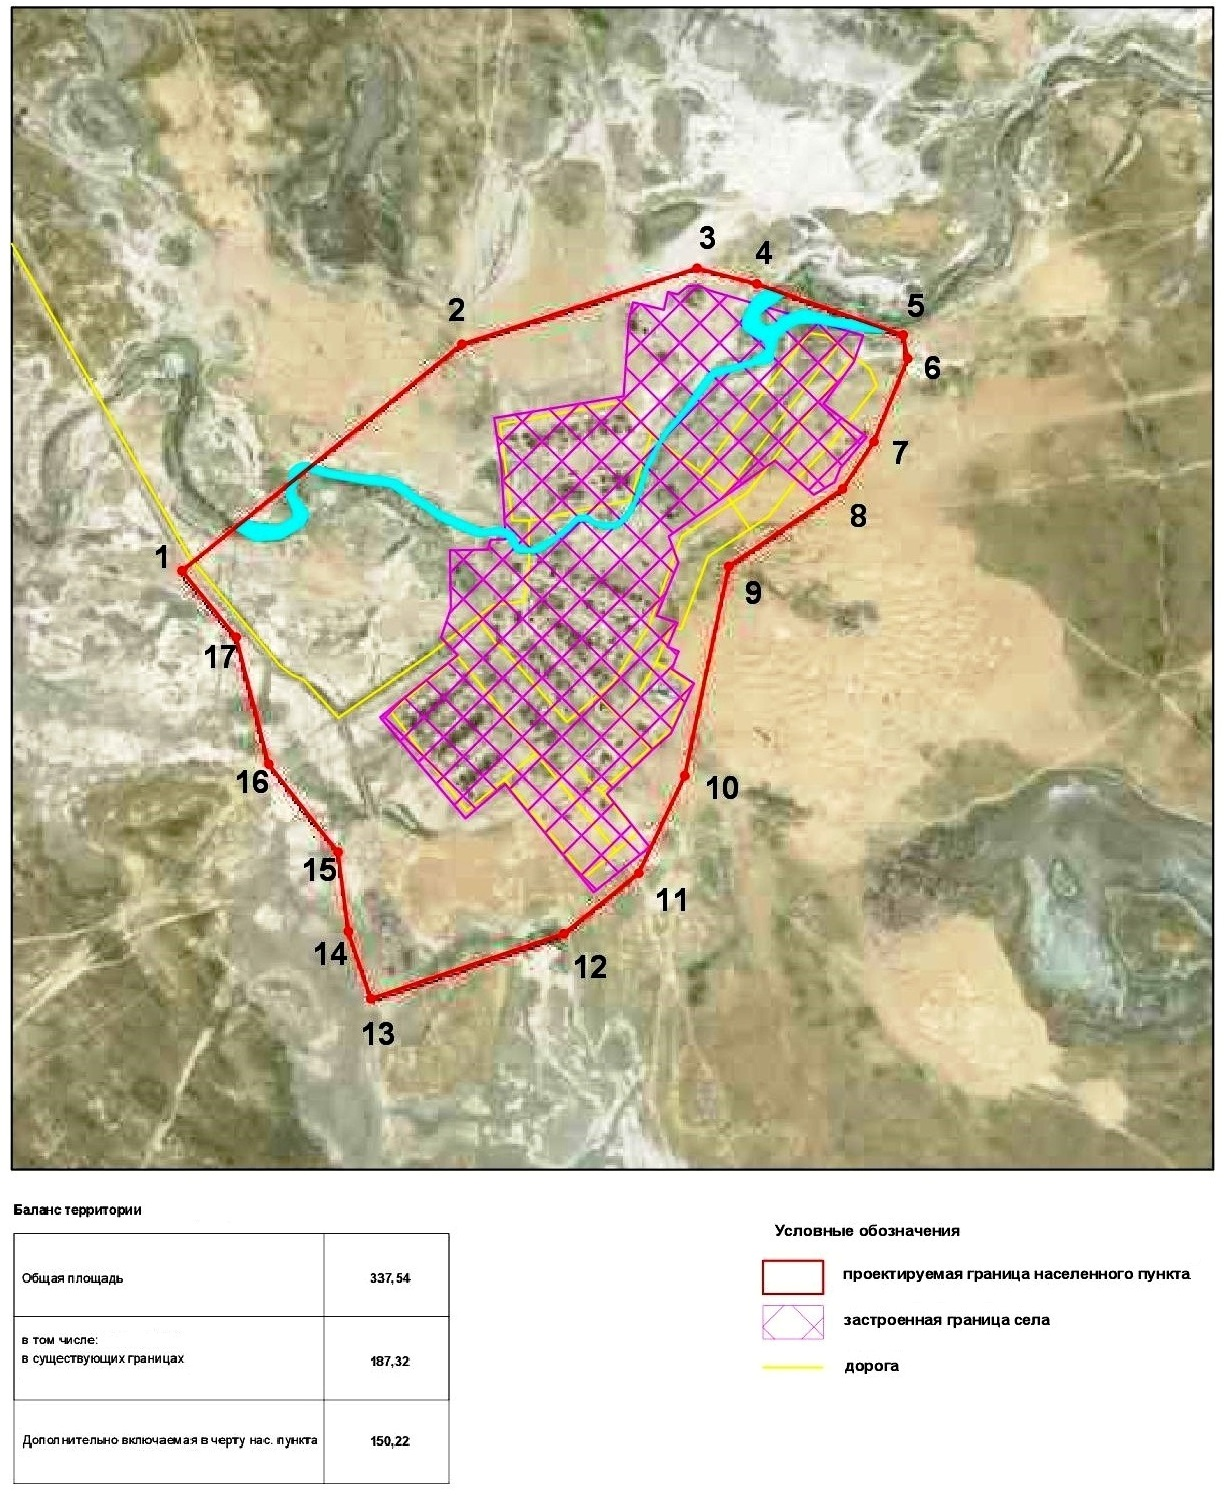 3
4
2
5
6
7
8
1
9
17
16
10
15
11
14
12
13
Баланс территории
Общая площадь 337,54
в том числе:
в существующих границах 187,32
Дополнительно включаемая в черту нас. пункта 150,22
Условные обозначения
проектируемая граница населенного пункта
застроенная граница села
дорога